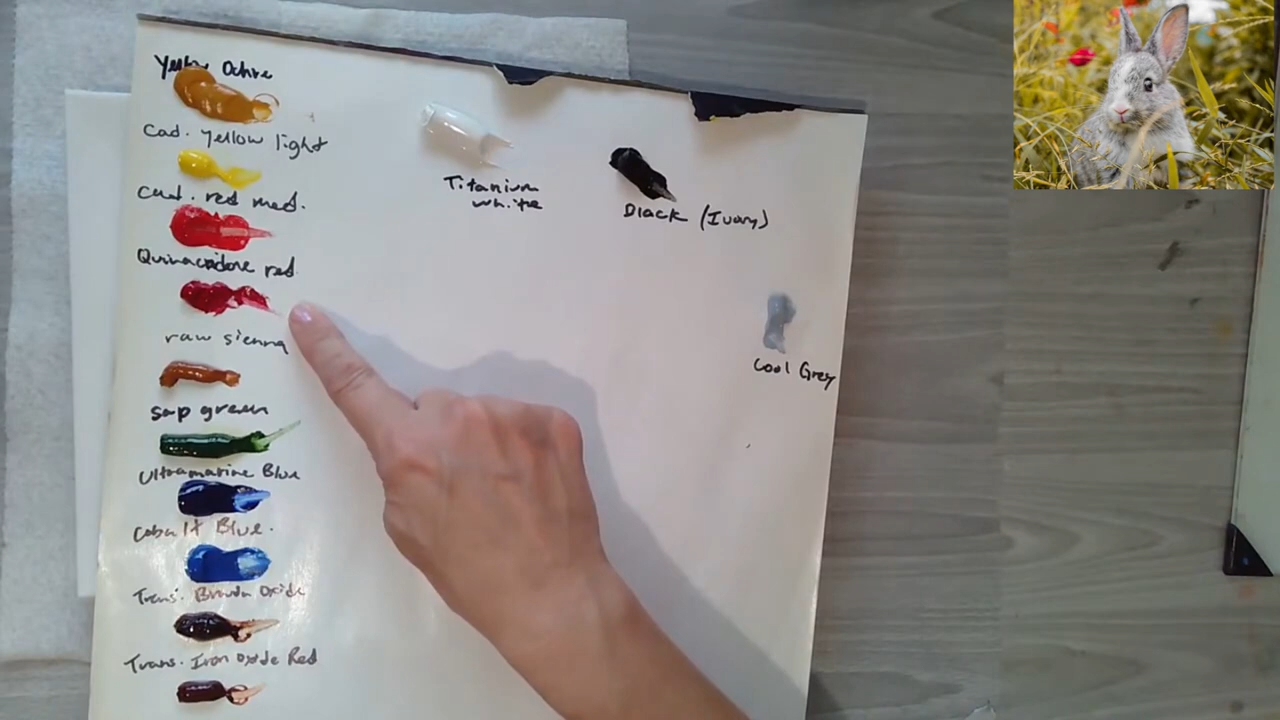 Yellow Ochre
Cad. Yellow light
Cad. red med.
Quinacridone red
raw sienna
sap green
Ultramarine Blue
Cobalt Blue.
Trans. Brown Oxide
Trans. Iron oxide Red
Titanium
white
Black (Ivory)
Cool Grey